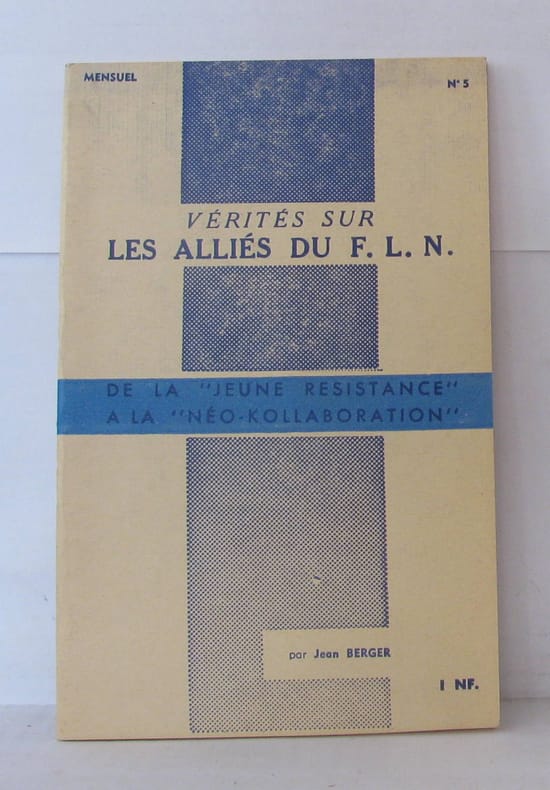 MENSUEL
N° 5
VÉRITÉS SUR
LES ALLIÉS DU F. L. N.
DE LA "JEUNE RESISTANCE"
A LA "NÉO-KOLLABORATION"
par Jean BERGER
1 NF.